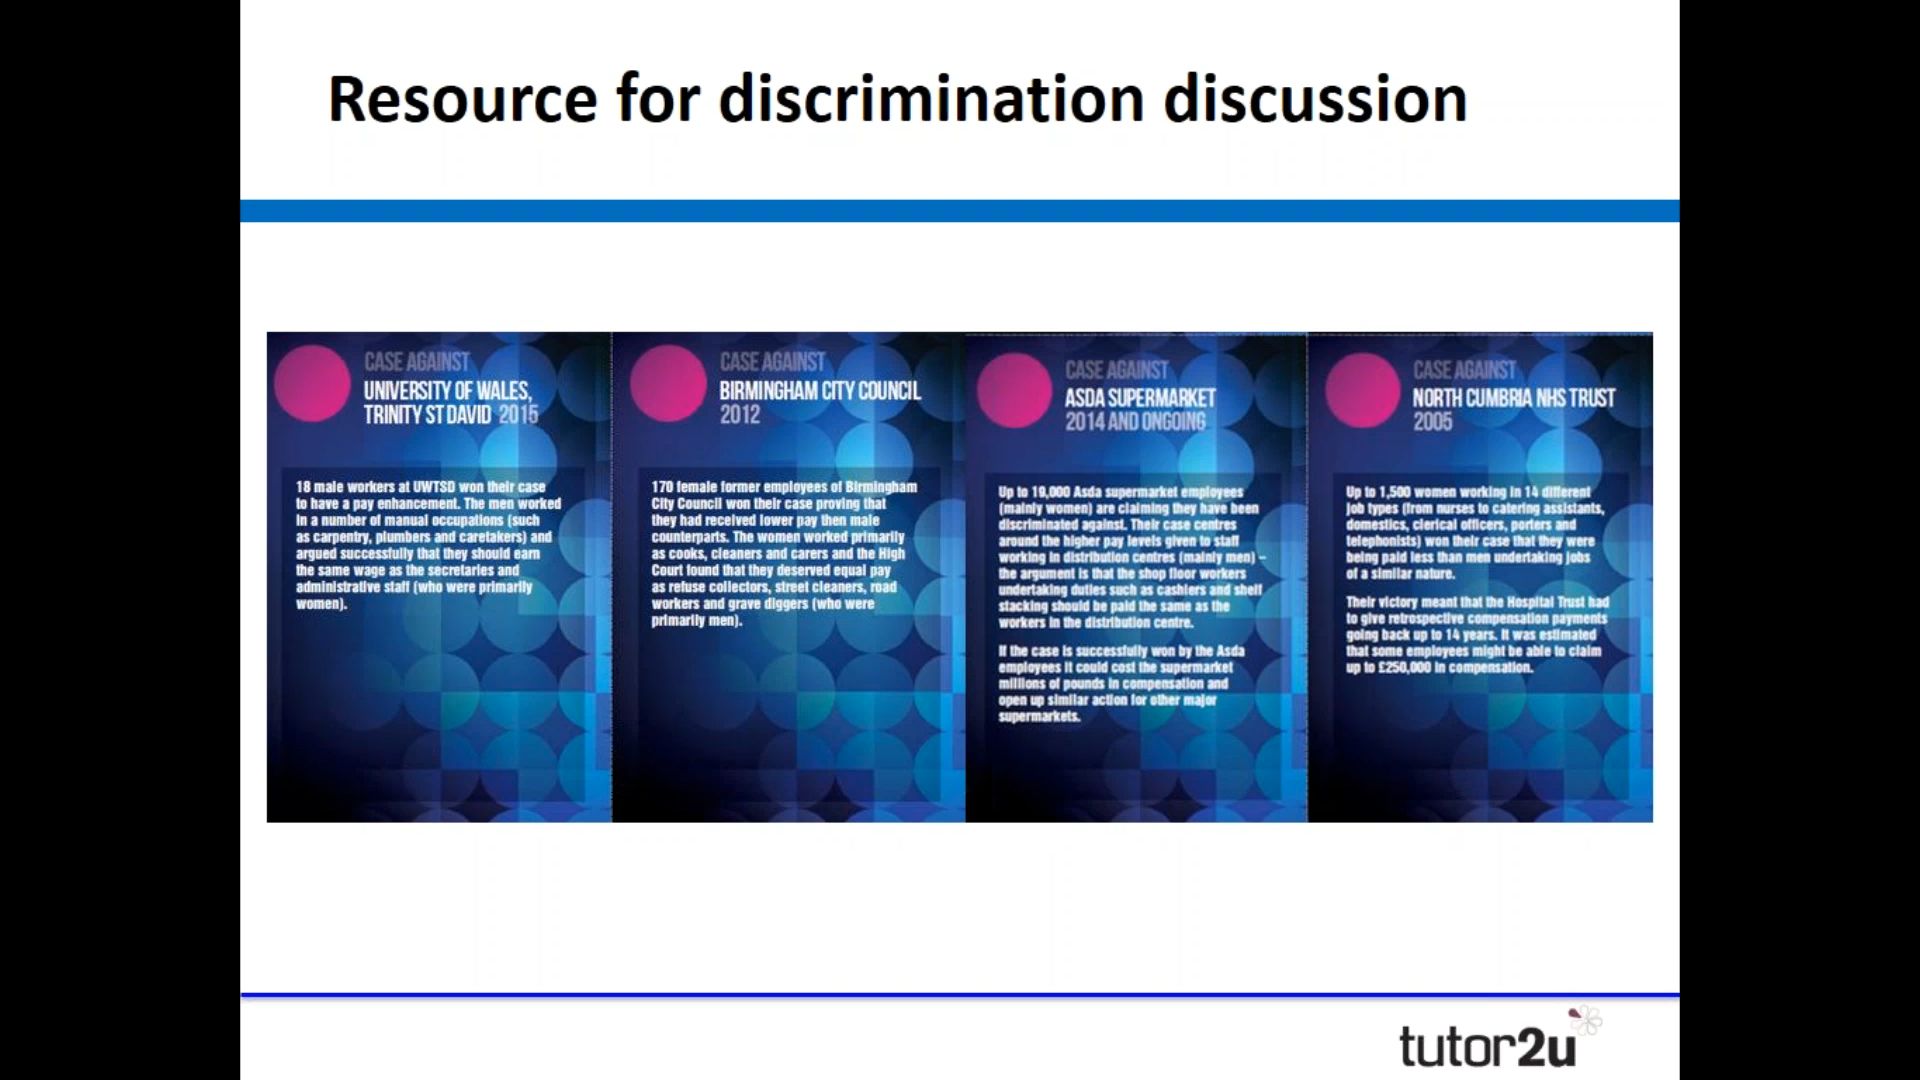 Resource for discrimination discussion
CASE AGAINST
UNIVERSITY OF WALES,
TRINITY ST DAVID 2015
18 male workers at UWTSD won their case
to have a pay enhancement. The men worked
in a number of manual occupations (such
as carpentry, plumbers and caretakers) and
argued successfully that they should earn
the same wage as the secretaries and
administrative staff (who were primarily
women).
CASE AGAINST
BIRMINGHAM CITY COUNCIL
2012
170 female former employees of Birmingham
City Council won their case proving that
they had received lower pay then male
counterparts. The women worked primarily
as cooks, cleaners and carers and the High
Court found that they deserved equal pay
as refuse collectors, street cleaners, road
workers and grave diggers (who were
primarily men).
CASE AGAINST
ASDA SUPERMARKET
2014 AND ONGOING
Up to 19,000 Asda supermarket employees
(mainly women) are claiming they have been
discriminated against. Their case centres
around the higher pay levels given to staff
working in distribution centres (mainly men) –
the argument is that the shop floor workers
undertaking duties such as cashiers and shelf
stacking should be paid the same as the
workers in the distribution centre.
If the case is successfully won by the Asda
employees it could cost the supermarket
millions of pounds in compensation and
open up similar action for other major
supermarkets.
CASE AGAINST
NORTH CUMBRIA NHS TRUST
2005
Up to 1,500 women working in 14 different
job types (from nurses to catering assistants,
domestics, clerical officers, porters and
telephonists) won their case that they were
being paid less than men undertaking jobs
of a similar nature.
Their victory meant that the Hospital Trust had
to give retrospective compensation payments
going back up to 14 years. It was estimated
that some employees might be able to claim
up to £250,000 in compensation.
tutor2u